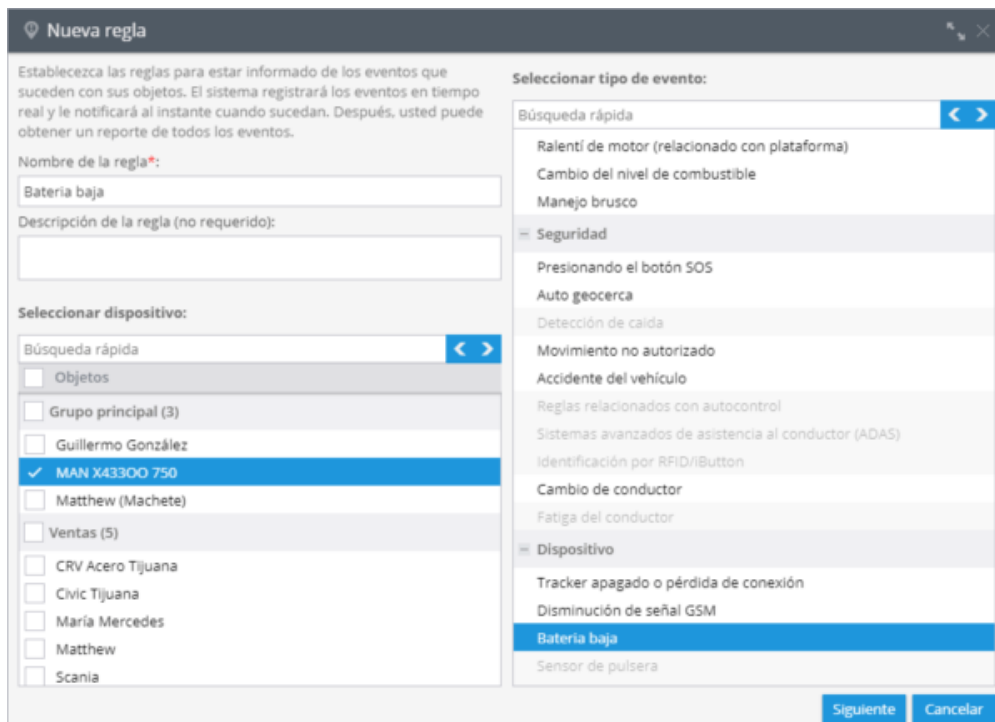 Nueva regla
Establezezca las reglas para estar informado de los eventos que
suceden con sus objetos. El sistema registrará los eventos en tiempo
real y le notificará al instante cuando sucedan. Después, usted puede
obtener un reporte de todos los eventos.
Nombre de la regla*:
Bateria baja
Descripción de la regla (no requerido):
Seleccionar dispositivo:
Búsqueda rápida
Objetos
Grupo principal (3)
Guillermo González
MAN X433OO 750
Matthew (Machete)
Ventas (5)
CRV Acero Tijuana
Civic Tijuana
María Mercedes
Matthew
Scania
Seleccionar tipo de evento:
Búsqueda rápida
Ralentí de motor (relacionado con plataforma)
Cambio del nivel de combustible
Manejo brusco
Seguridad
Presionando el botón SOS
Auto geocerca
Detección de caída
Movimiento no autorizado
Accidente del vehículo
Reglas relacionados con autocontrol
Sistemas avanzados de asistencia al conductor (ADAS)
Identificación por RFID/iButton
Cambio de conductor
Fatiga del conductor
Dispositivo
Tracker apagado o pérdida de conexión
Disminución de señal GSM
Bateria baja
Sensor de pulsera
Siguiente
Cancelar